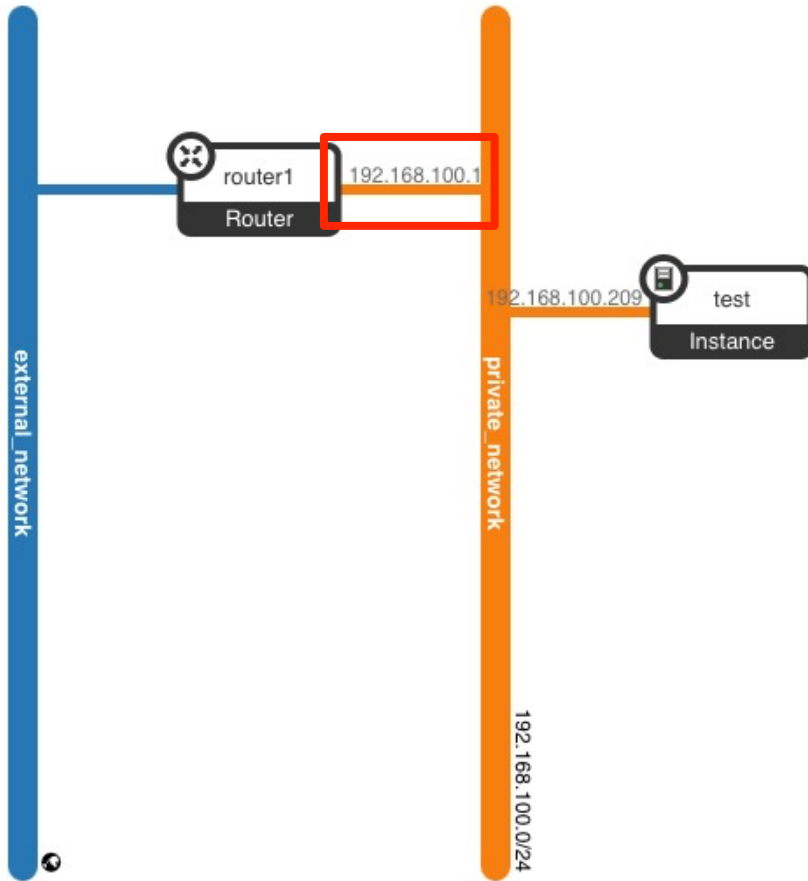 router1
Router
192.168.100.1
192.168.100.209
test
Instance
external_network
private_network
192.168.100.0/24